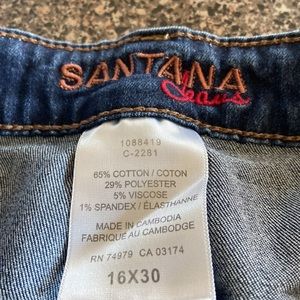 SANTANA
Jeans
1088419
C-2281
65% COTTON / COTON
29% POLYESTER
5% VISCOSE
1% SPANDEX / ÉLASTHANNE
MADE IN CAMBODIA
FABRIQUÉ AU CAMBODGE
RN 74979 CA 03174
16X30